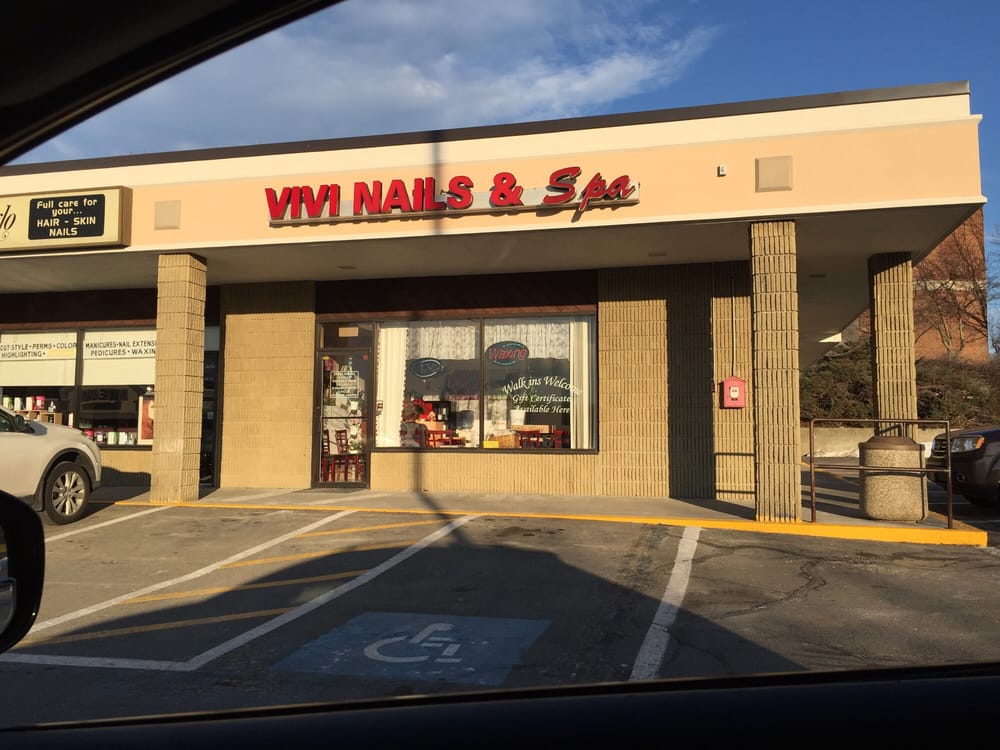 Full care for
your...
HAIR - SKIN
NAILS
VIVI NAILS & Spa
CUT·STYLE·PERMS·COLOR
HIGHLIGHTING·
MANICURES·NAIL EXTENS
PEDICURES·WAXIN
Waxing
Walk ins Welcome
Gift Certificate
Available Here